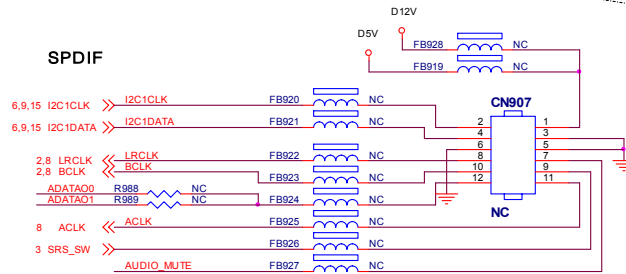 D12V
D5V
FB928 NC
SPDIF
FB919 NC
6,9,15 I2C1CLK I2C1CLK FB920 NC CN907
6,9,15 I2C1DATA I2C1DATA FB921 NC
2 1
4 3
6 5
2,8 LRCLK LRCLK FB922 NC 8 7
2,8 BCLK BCLK FB923 NC 10 9
12 11
ADATAO0 R988 NC
ADATAO1 R989 NC FB924 NC
8 ACLK ACLK FB925 NC NC
3 SRS_SW FB926 NC
AUDIO_MUTE FB927 NC